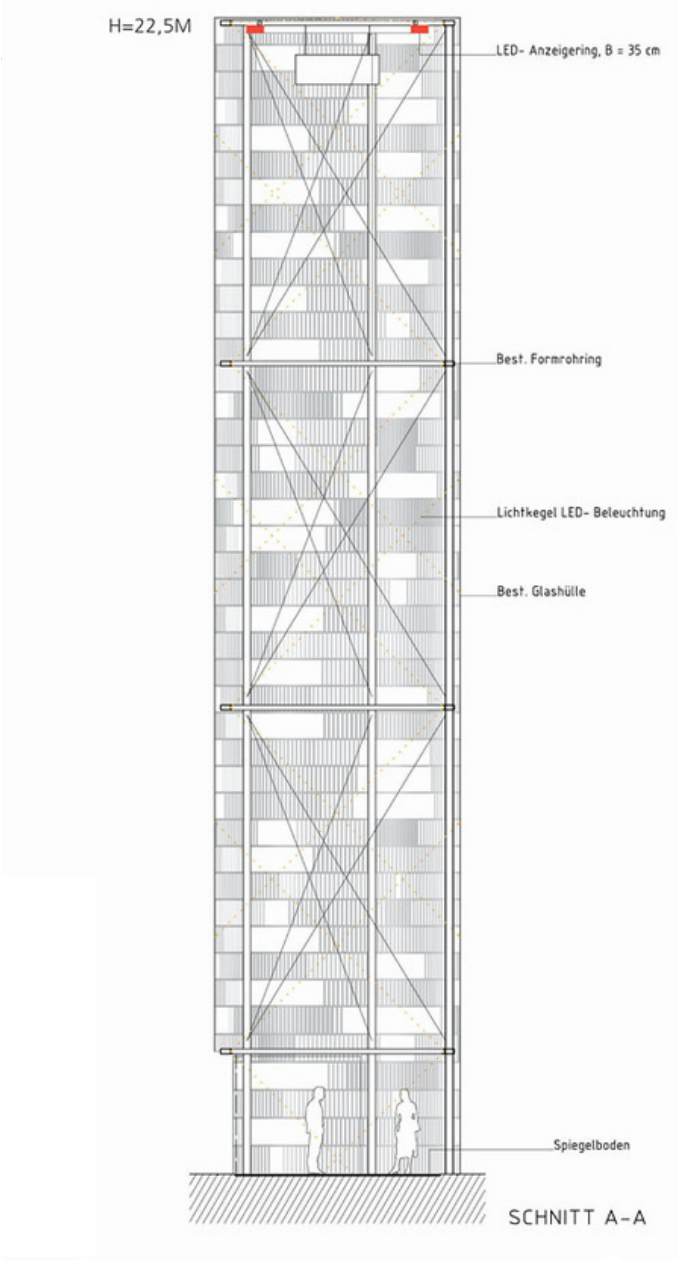 H=22,5M
LED- Anzeigering, B = 35 cm
Best. Formrohring
Lichtkegel LED- Beleuchtung
Best. Glashülle
Spiegelboden
SCHNITT A-A